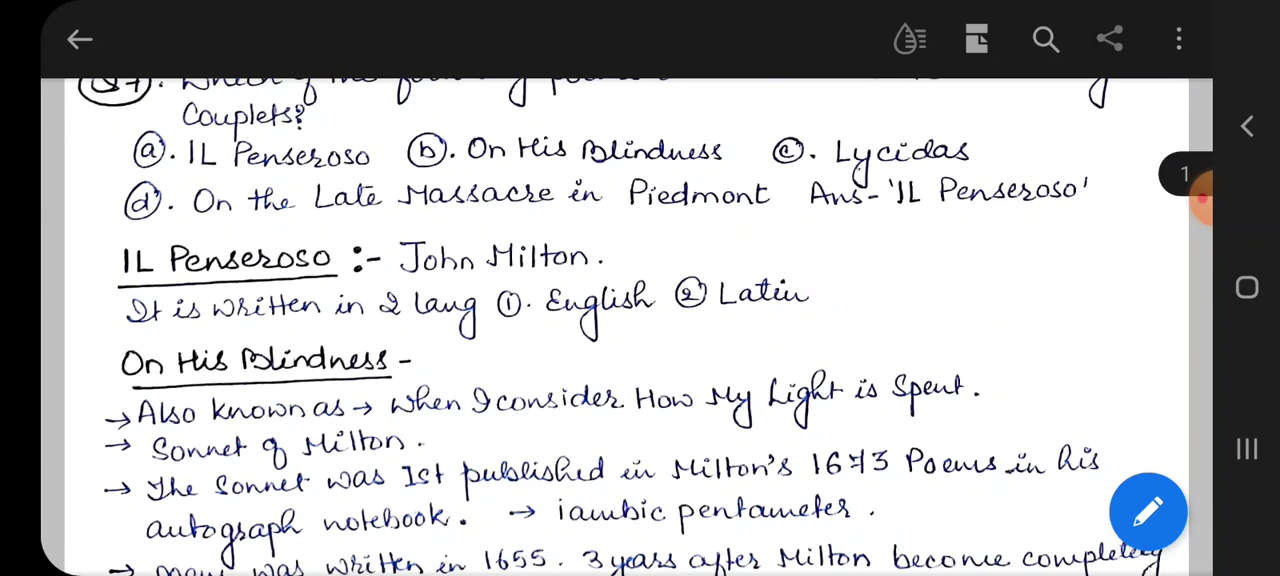 Couplets?
ⓐ. IL Penseroso ⓑ. On His Blindness ⓒ. Lycidas
ⓓ. On the Late Massacre in Piedmont Ans- 'IL Penseroso'
IL Penseroso :- John Milton.
It is written in 2 lang ①. English ② Latin
On His Blindness -
→ Also known as → When I consider How My Light is Spent.
→ Sonnet of Milton.
→ The Sonnet was 1st published in Milton's 1673 Poems in his
autograph notebook. → iambic pentameter.
was written in 1655. 3 years after Milton become completely
1